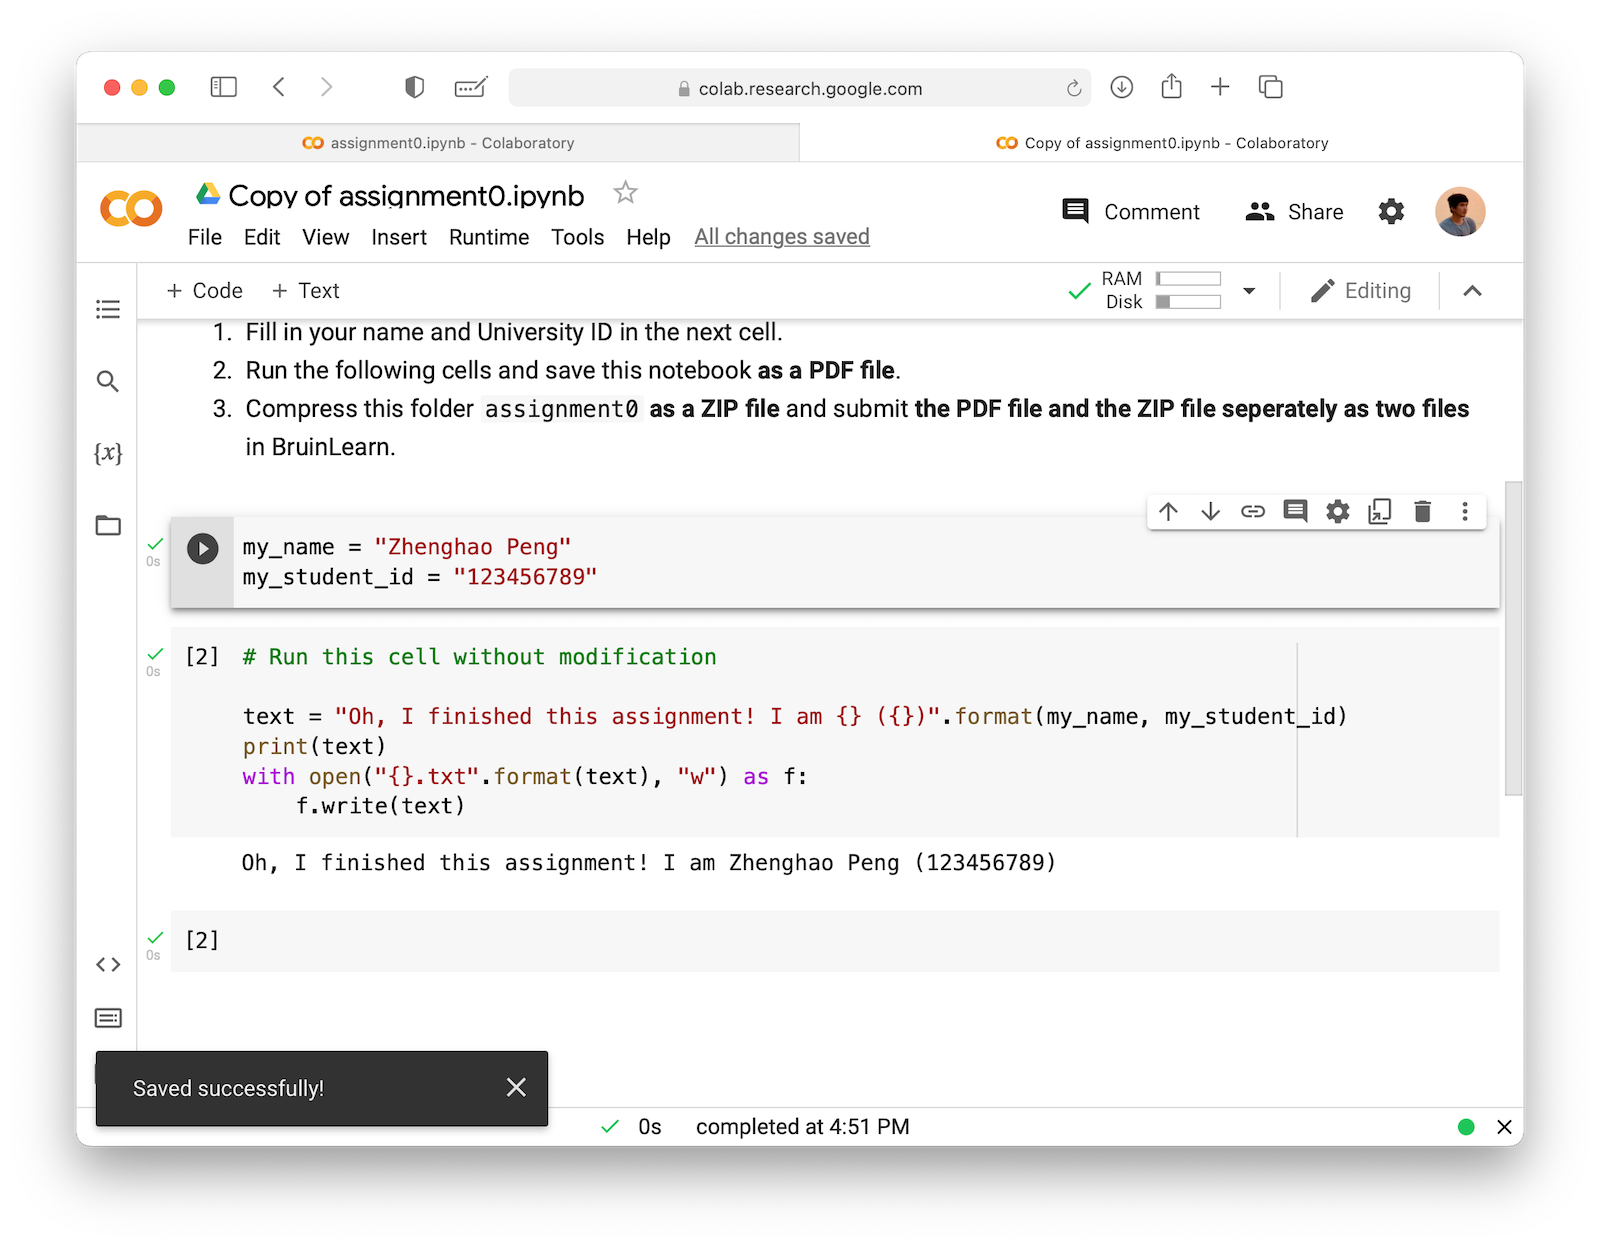 colab.research.google.com
assignment0.ipynb - Colaboratory
Copy of assignment0.ipynb - Colaboratory
Copy of assignment0.ipynb
Comment
Share
File Edit View Insert Runtime Tools Help All changes saved
+ Code + Text
RAM
Disk
Editing
1. Fill in your name and University ID in the next cell.
2. Run the following cells and save this notebook as a PDF file.
3. Compress this folder assignment0 as a ZIP file and submit the PDF file and the ZIP file seperately as two files
in BruinLearn.
{x}
0s
my_name = "Zhenghao Peng"
my_student_id = "123456789"
0s
[2] # Run this cell without modification
text = "Oh, I finished this assignment! I am {} ({})".format(my_name, my_student_id)
print(text)
with open("{}.txt".format(text), "w") as f:
    f.write(text)
Oh, I finished this assignment! I am Zhenghao Peng (123456789)
0s
[2]
Saved successfully!
0s completed at 4:51 PM